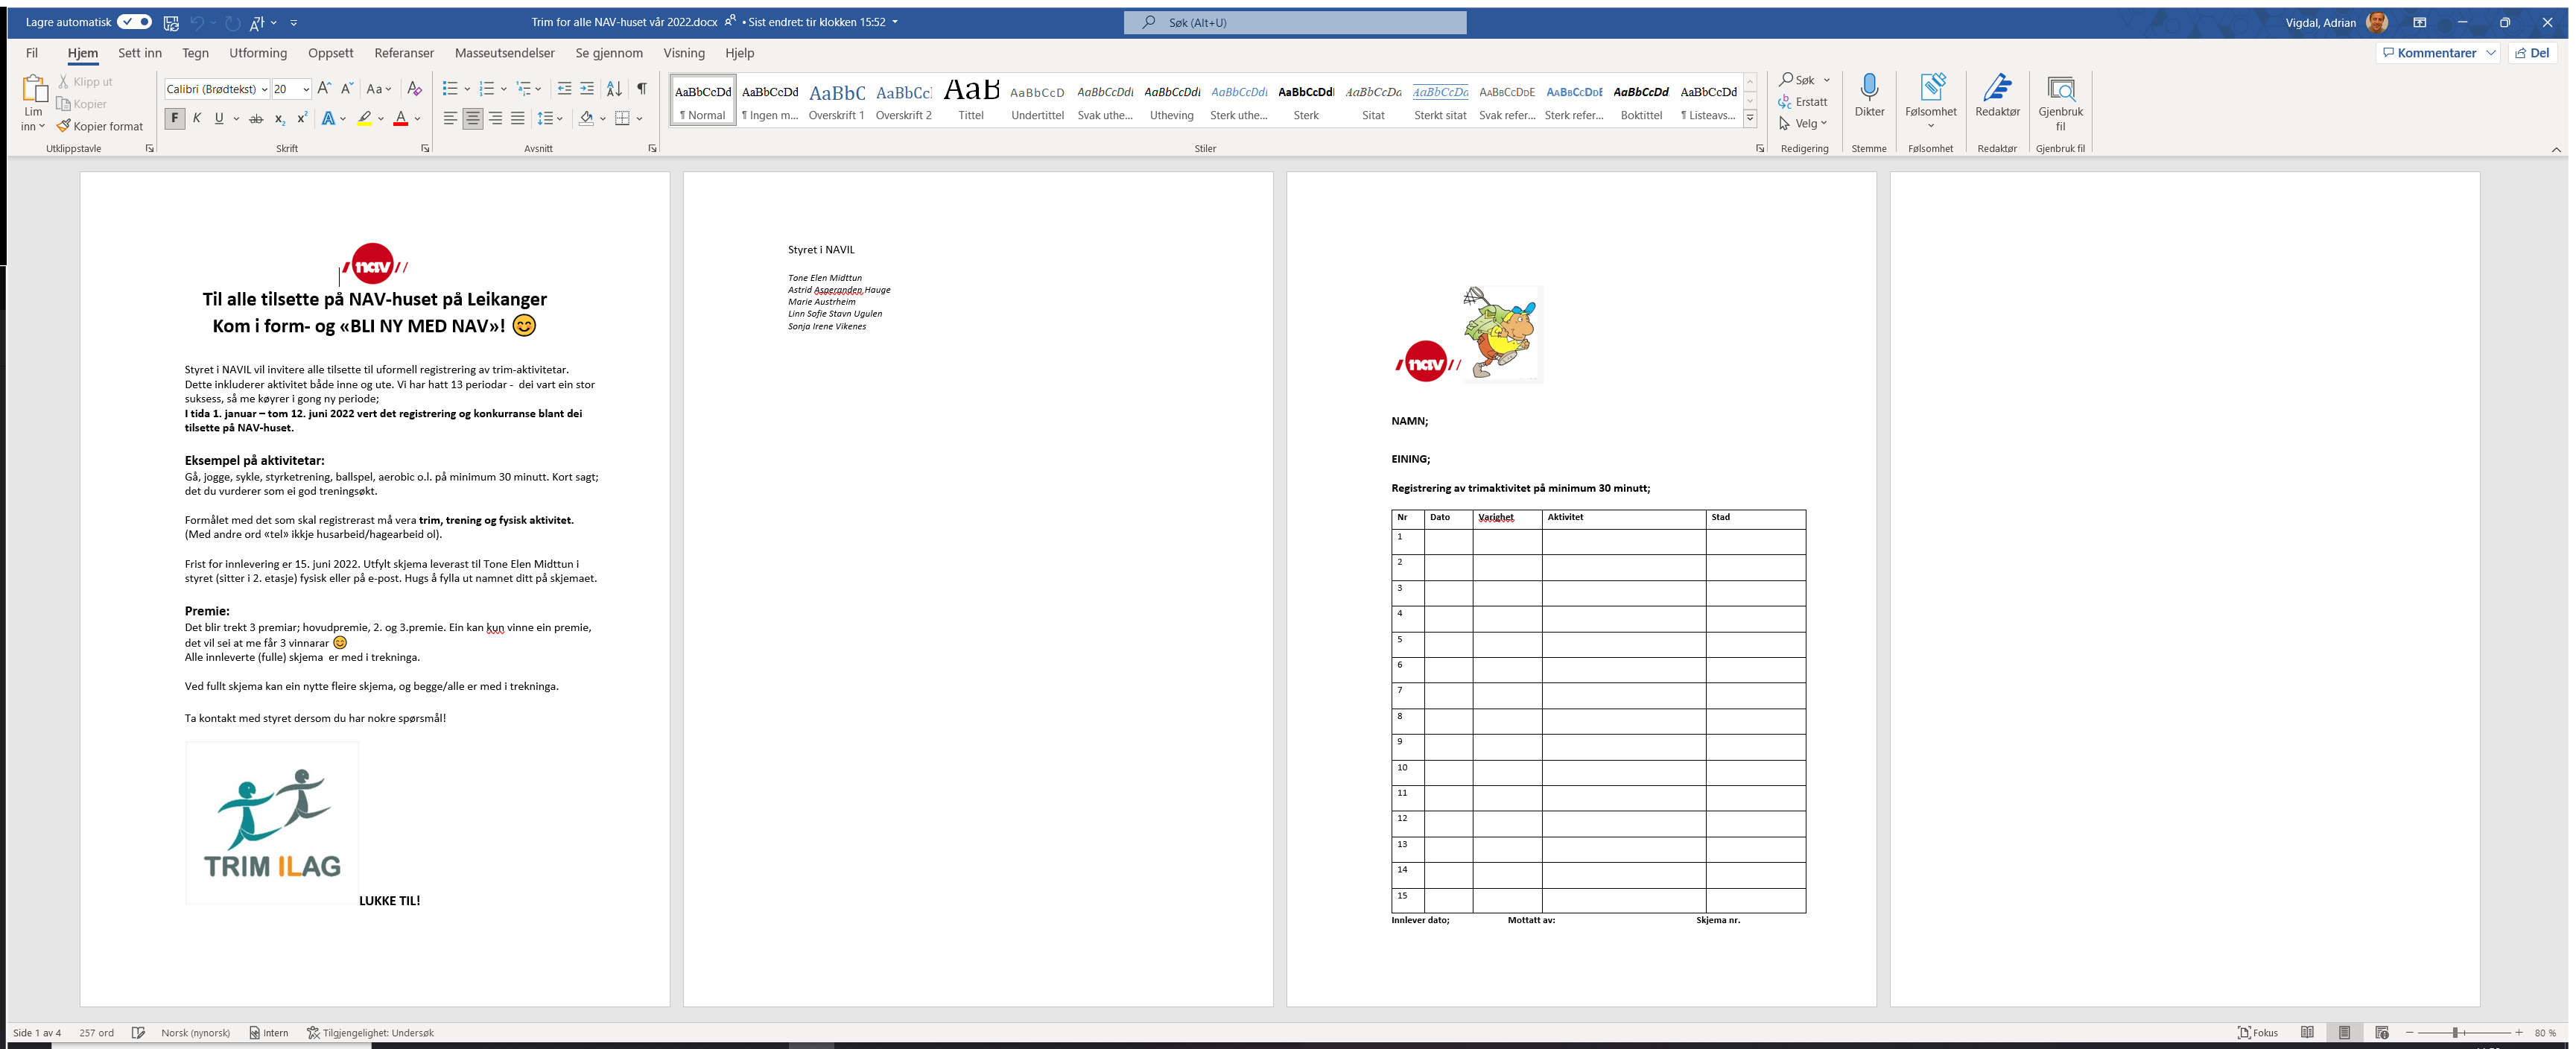 Lagre automatisk
Trim for alle NAV-huset vår 2022.docx • Sist endret: tir klokken 15:52
Søk (Alt+U)
Vigdal, Adrian
Fil Hjem Sett inn Tegn Utforming Oppsett Referanser Masseutsendelser Se gjennom Visning Hjelp
Kommentarer Del
Lim inn
Klipp ut
Kopier
Kopier format
Utklippstavle
Calibri (Brødtekst) 20
F K U
Skrift
Avsnitt
AaBbCcDd AaBbCcDd AaBbC AaBbCc AaB AaBbCcD AaBbCcDdI AaBbCcDdI AaBbCcDdI AaBbCcDd AaBbCcDd AaBbCcDd AaBbCcDdE AaBbCcDdE AaBbCcDd AaBbCcDd
¶ Normal ¶ Ingen m... Overskrift 1 Overskrift 2 Tittel Undertittel Svak uthe... Utheving Sterk uthe... Sterk Sitat Sterkt sitat Svak refer... Sterk refer... Boktittel ¶ Listeavs...
Stiler
Søk
Erstatt
Velg
Redigering
Dikter
Stemme
Følsomhet
Følsomhet
Redaktør
Redaktør
Gjenbruk fil
Gjenbruk fil
nav
Til alle tilsette på NAV-huset på Leikanger
Kom i form- og «BLI NY MED NAV»! 😊
Styret i NAVIL vil invitere alle tilsette til uformell registrering av trim-aktivitetar.
Dette inkluderer aktivitet både inne og ute. Vi har hatt 13 periodar - dei vart ein stor
suksess, så me køyrer i gong ny periode;
I tida 1. januar – tom 12. juni 2022 vert det registrering og konkurranse blant dei
tilsette på NAV-huset.
Eksempel på aktivitetar:
Gå, jogge, sykle, styrketrening, ballspel, aerobic o.l. på minimum 30 minutt. Kort sagt;
det du vurderer som ei god treningsøkt.
Formålet med det som skal registrerast må vera trim, trening og fysisk aktivitet.
(Med andre ord «tel» ikkje husarbeid/hagearbeid ol).
Frist for innlevering er 15. juni 2022. Utfylt skjema leverast til Tone Elen Midttun i
styret (sitter i 2. etasje) fysisk eller på e-post. Hugs å fylla ut namnet ditt på skjemaet.
Premie:
Det blir trekt 3 premiar; hovudpremie, 2. og 3.premie. Ein kan kun vinne ein premie,
det vil sei at me får 3 vinnarar 😊
Alle innleverte (fulle) skjema er med i trekninga.
Ved fullt skjema kan ein nytte fleire skjema, og begge/alle er med i trekninga.
Ta kontakt med styret dersom du har nokre spørsmål!
TRIM ILAG
LUKKE TIL!
Styret i NAVIL
Tone Elen Midttun
Astrid Asperanden Hauge
Marie Austrheim
Linn Sofie Stavn Ugulen
Sonja Irene Vikenes
nav
NAMN;
EINING;
Registrering av trimaktivitet på minimum 30 minutt;
Nr Dato Varighet Aktivitet Stad
1
2
3
4
5
6
7
8
9
10
11
12
13
14
15
Innlever dato; Mottatt av: Skjema nr.
Side 1 av 4 257 ord Norsk (nynorsk) Intern Tilgjengelighet: Undersøk
Fokus 80 %